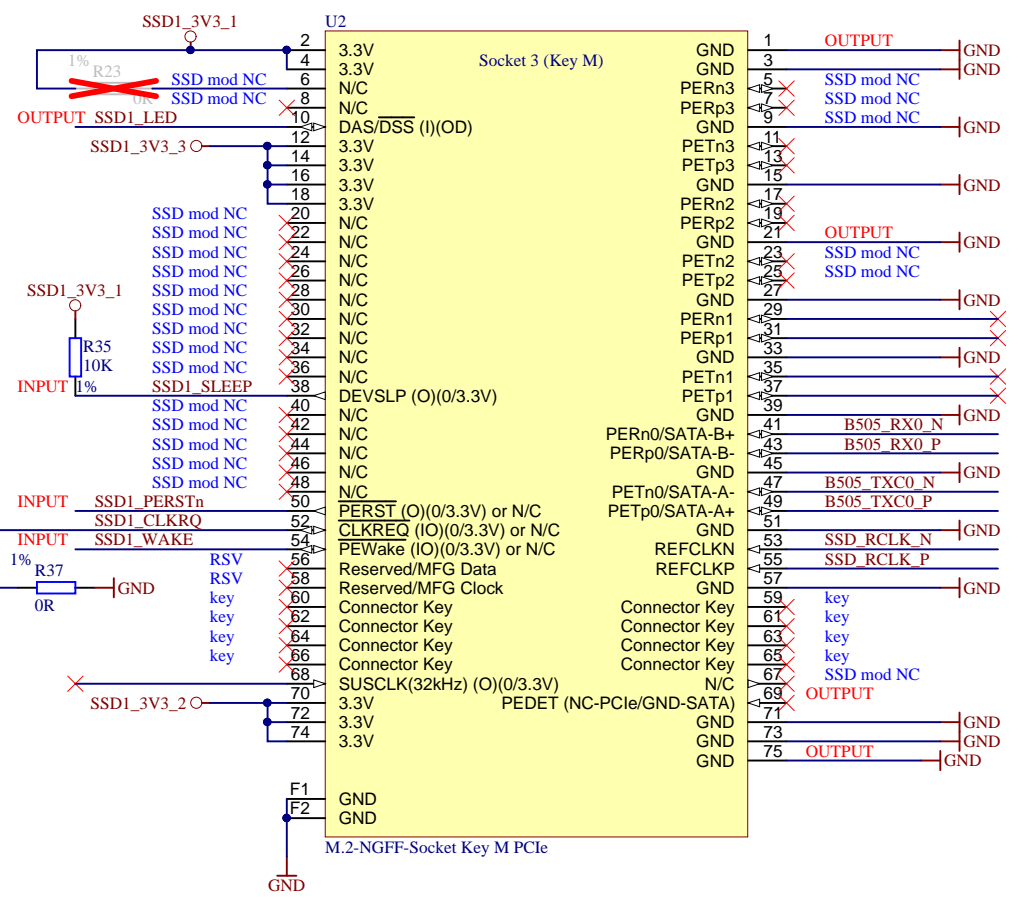 SSD1_3V3_1
U2
Socket 3 (Key M)
2 3.3V GND 1 OUTPUT GND
4 3.3V GND 3 GND
1% R23 0R
SSD mod NC 6 N/C PERn3 5 SSD mod NC
SSD mod NC 8 N/C PERp3 7 SSD mod NC
OUTPUT SSD1_LED 10 DAS/DSS (I)(OD) GND 9 SSD mod NC GND
SSD1_3V3_3 12 3.3V PETn3 11
14 3.3V PETp3 13
16 3.3V GND 15 GND
18 3.3V PERn2 17
SSD mod NC 20 N/C PERp2 19
SSD mod NC 22 N/C GND 21 OUTPUT GND
SSD mod NC 24 N/C PETn2 23 SSD mod NC
SSD mod NC 26 N/C PETp2 25 SSD mod NC
SSD mod NC 28 N/C GND 27 GND
SSD1_3V3_1
SSD mod NC 30 N/C PERn1 29
SSD mod NC 32 N/C PERp1 31
SSD mod NC 34 N/C GND 33 GND
R35
10K
1%
SSD mod NC 36 N/C PETn1 35
INPUT SSD1_SLEEP 38 DEVSLP (O)(0/3.3V) PETp1 37
SSD mod NC 40 N/C GND 39 GND
SSD mod NC 42 N/C PERn0/SATA-B+ 41 B505_RX0_N
SSD mod NC 44 N/C PERp0/SATA-B- 43 B505_RX0_P
SSD mod NC 46 N/C GND 45 GND
SSD mod NC 48 N/C PETn0/SATA-A- 47 B505_TXC0_N
INPUT SSD1_PERSTn 50 PERST (O)(0/3.3V) or N/C PETp0/SATA-A+ 49 B505_TXC0_P
SSD1_CLKRQ 52 CLKREQ (IO)(0/3.3V) or N/C GND 51 GND
INPUT SSD1_WAKE 54 PEWake (IO)(0/3.3V) or N/C REFCLKN 53 SSD_RCLK_N
RSV 56 Reserved/MFG Data REFCLKP 55 SSD_RCLK_P
1% R37 0R GND
RSV 58 Reserved/MFG Clock GND 57 GND
key 60 Connector Key Connector Key 59 key
key 62 Connector Key Connector Key 61 key
key 64 Connector Key Connector Key 63 key
key 66 Connector Key Connector Key 65 key
68 SUSCLK(32kHz) (O)(0/3.3V) N/C 67 SSD mod NC
SSD1_3V3_2 70 3.3V PEDET (NC-PCIe/GND-SATA) 69 OUTPUT
72 3.3V GND 71 GND
74 3.3V GND 73 GND
GND 75 OUTPUT GND
F1 GND
F2 GND
M.2-NGFF-Socket Key M PCIe
GND